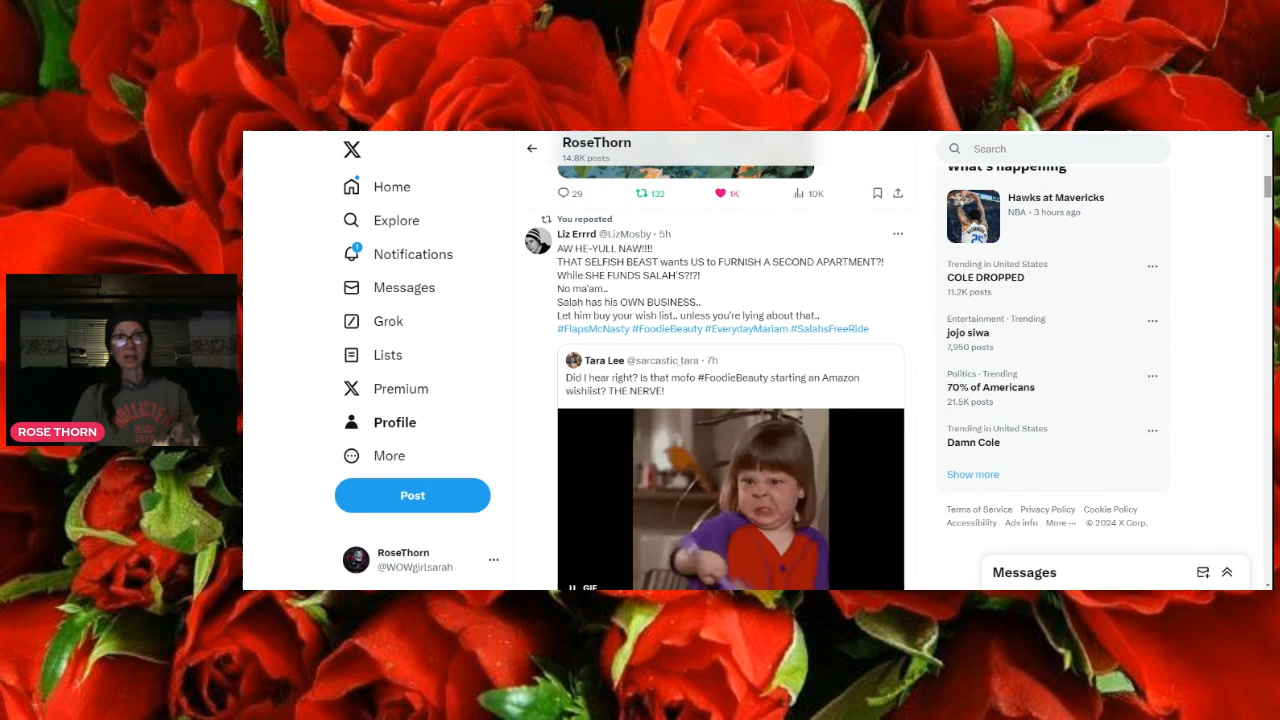 RoseThorn
14.8K posts
Home
Explore
1
Notifications
Messages
Grok
Lists
Premium
Profile
More
Post
RoseThorn
@WOWgirlsarah
29 132 1K 10K
You reposted
Liz Errrd @LizMosby · 5h
AW HE-YULL NAW!!!!
THAT SELFISH BEAST wants US to FURNISH A SECOND APARTMENT?!
While SHE FUNDS SALAH'S?!?!
No ma'am..
Salah has his OWN BUSINESS..
Let him buy your wish list.. unless you're lying about that..
#FlapsMcNasty #FoodieBeauty #EverydayMariam #SalahsFreeRide
Tara Lee @sarcastic_tara · 7h
Did I hear right? Is that mofo #FoodieBeauty starting an Amazon
wishlist? THE NERVE!
GIF
Search
What's happening
Hawks at Mavericks
NBA · 3 hours ago
Trending in United States
COLE DROPPED
11.2K posts
Entertainment · Trending
jojo siwa
7,950 posts
Politics · Trending
70% of Americans
21.5K posts
Trending in United States
Damn Cole
Show more
Terms of Service Privacy Policy Cookie Policy
Accessibility Ads info More ··· © 2024 X Corp.
Messages
HOLLISTER
ROSE THORN